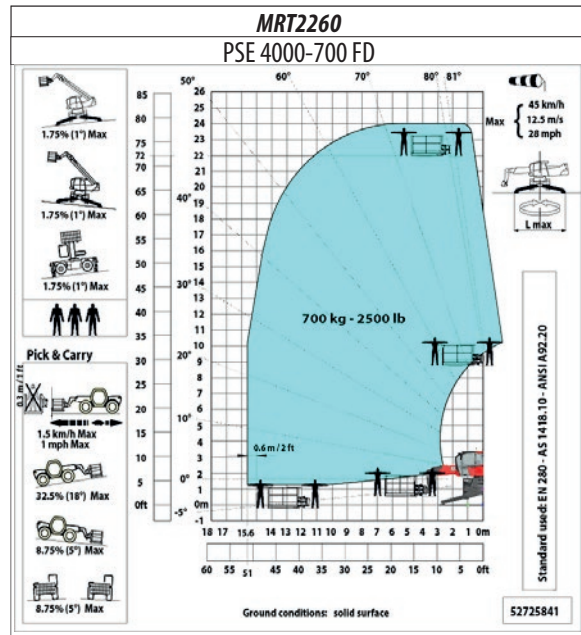 MRT2260
PSE 4000-700 FD
1.75% (1°) Max
1.75% (1°) Max
1.75% (1°) Max
Pick & Carry
0.3 m / 1 ft
1.5 km/h Max
1 mph Max
32.5% (18°) Max
8.75% (5°) Max
8.75% (5°) Max
85
80
75
72
65
60
55
50
45
40
35
30
25
20
15
10
5
0ft
50°
60°
70°
80°
81°
40°
30°
20°
10°
0°
-5°
26
25
24
23
22
21
20
19
18
17
16
15
14
13
12
11
10
9
8
7
6
5
4
3
2
1
0m
-1
700 kg - 2500 lb
0.6 m / 2 ft
18 17 15.6 14 13 12 11 10 9 8 7 6 5 4 3 2 1 0m
60 55 51 45 40 35 30 25 20 15 10 5 0ft
Max
45 km/h
12.5 m/s
28 mph
L max
Standard used: EN 280 - AS 1418.10 - ANSI A92.20
Ground conditions: solid surface
52725841